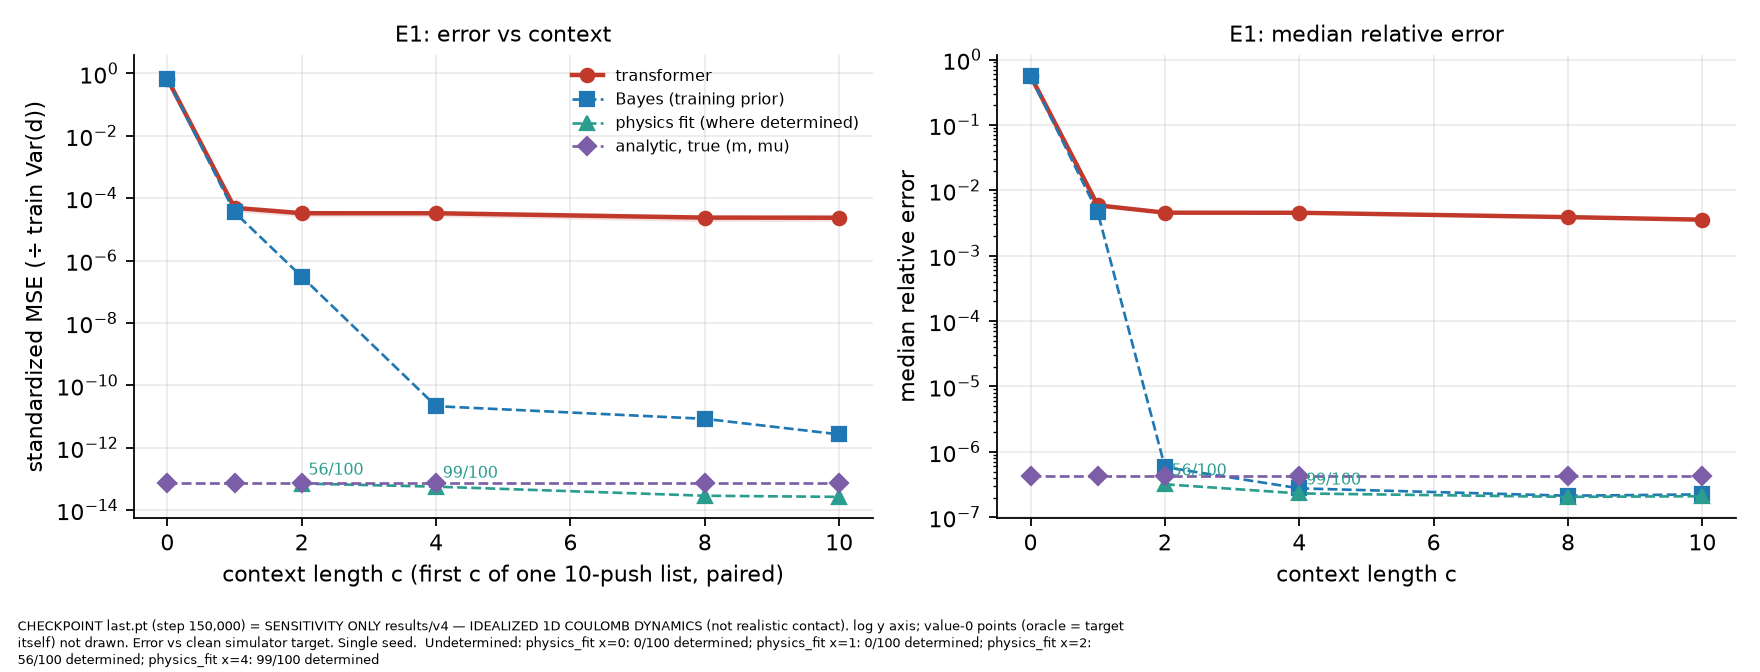 E1: error vs context
standardized MSE (÷ train Var(d))
10^0
10^-2
10^-4
10^-6
10^-8
10^-10
10^-12
10^-14
transformer
Bayes (training prior)
physics fit (where determined)
analytic, true (m, mu)
56/100
99/100
0 2 4 6 8 10
context length c (first c of one 10-push list, paired)
E1: median relative error
median relative error
10^0
10^-1
10^-2
10^-3
10^-4
10^-5
10^-6
10^-7
56/100
99/100
0 2 4 6 8 10
context length c
CHECKPOINT last.pt (step 150,000) = SENSITIVITY ONLY results/v4 — IDEALIZED 1D COULOMB DYNAMICS (not realistic contact). log y axis; value-0 points (oracle = target
itself) not drawn. Error vs clean simulator target. Single seed.  Undetermined: physics_fit x=0: 0/100 determined; physics_fit x=1: 0/100 determined; physics_fit x=2:
56/100 determined; physics_fit x=4: 99/100 determined